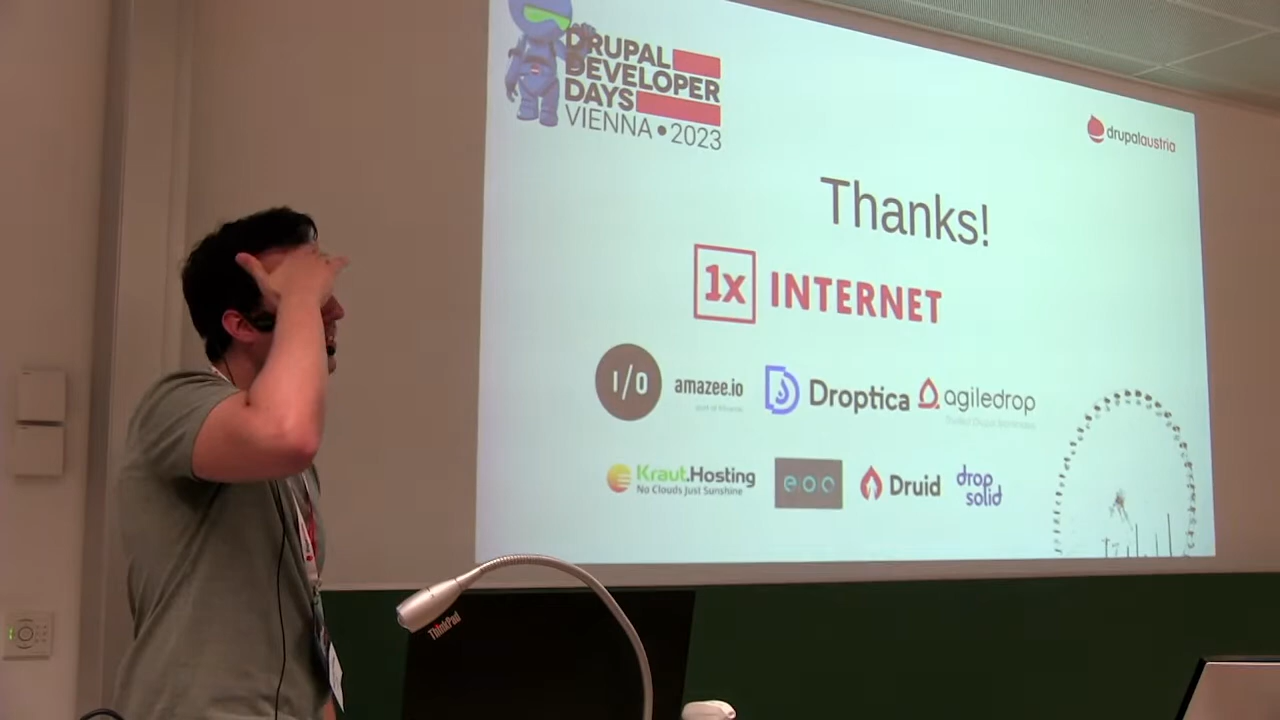 DRUPAL
DEVELOPER
DAYS
VIENNA • 2023
drupalaustria
Thanks!
1x INTERNET
I/O amazee.io
Droptica
agiledrop
Kraut.Hosting
No Clouds Just Sunshine
eoc
Druid
drop
solid
ThinkPad